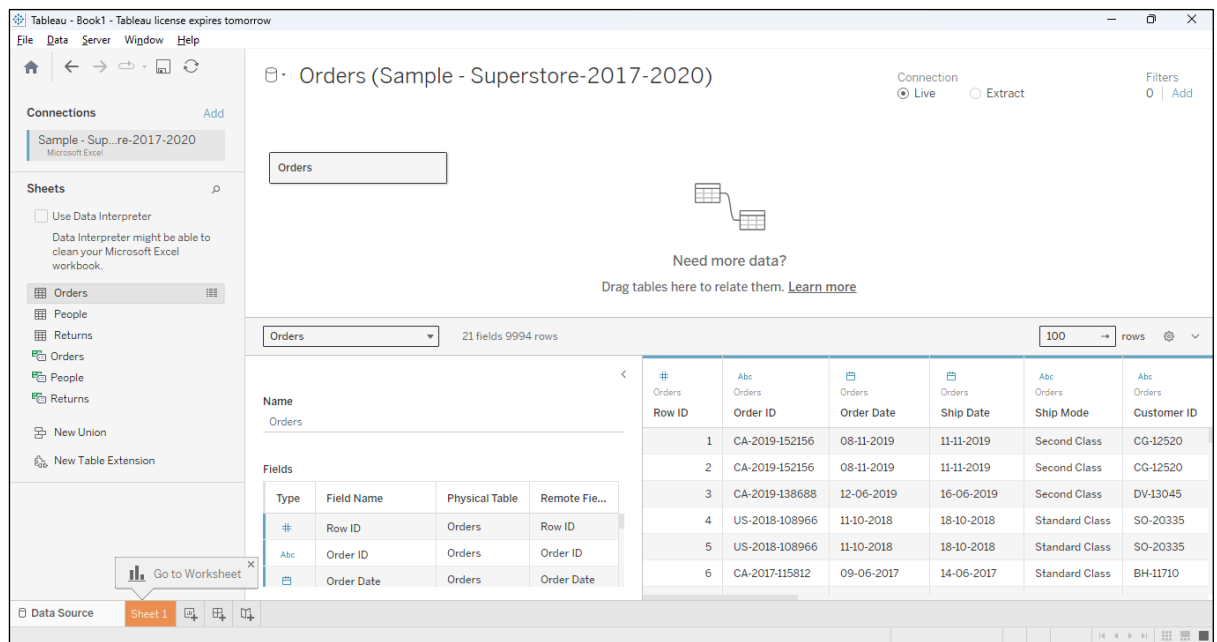 Tableau - Book1 - Tableau license expires tomorrow
File Data Server Window Help
Connections Add
Sample - Sup...re-2017-2020
Microsoft Excel
Sheets
Use Data Interpreter
Data Interpreter might be able to
clean your Microsoft Excel
workbook.
Orders
People
Returns
Orders
People
Returns
New Union
New Table Extension
Orders (Sample - Superstore-2017-2020)
Connection
Live Extract
Filters
0 Add
Orders
Need more data?
Drag tables here to relate them. Learn more
Orders 21 fields 9994 rows 100 → rows
Name
Orders
Fields
Type Field Name Physical Table Remote Fie...
# Row ID Orders Row ID
Abc Order ID Orders Order ID
Order Date Orders Order Date
# Abc Abc Abc
Orders Orders Orders Orders Orders Orders
Row ID Order ID Order Date Ship Date Ship Mode Customer ID
1 CA-2019-152156 08-11-2019 11-11-2019 Second Class CG-12520
2 CA-2019-152156 08-11-2019 11-11-2019 Second Class CG-12520
3 CA-2019-138688 12-06-2019 16-06-2019 Second Class DV-13045
4 US-2018-108966 11-10-2018 18-10-2018 Standard Class SO-20335
5 US-2018-108966 11-10-2018 18-10-2018 Standard Class SO-20335
6 CA-2017-115812 09-06-2017 14-06-2017 Standard Class BH-11710
Go to Worksheet
Data Source Sheet 1